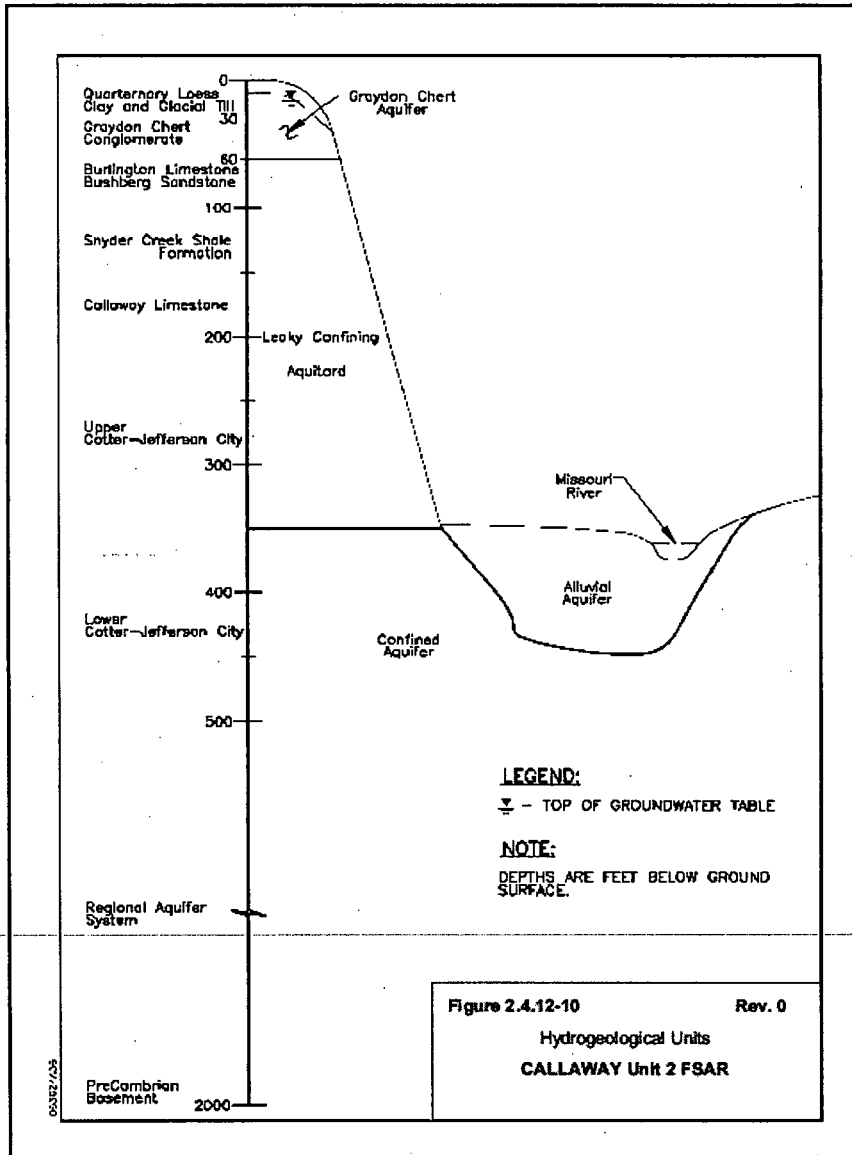 0
Quarternary Loess
Clay and Glacial Till
30
Graydon Chert
Conglomerate
60
Burlington Limestone
Bushberg Sandstone
100
Snyder Creek Shale
Formation
Callaway Limestone
200
Upper
Cotter-Jefferson City
300
400
Lower
Cotter-Jefferson City
500
Regional Aquifer
System
PreCambrian
Basement
2000
Graydon Chert
Aquifer
Leaky Confining
Aquitard
Missouri
River
Alluvial
Aquifer
Confined
Aquifer
LEGEND:
- TOP OF GROUNDWATER TABLE
NOTE:
DEPTHS ARE FEET BELOW GROUND
SURFACE.
Figure 2.4.12-10 Rev. 0
Hydrogeological Units
CALLAWAY Unit 2 FSAR